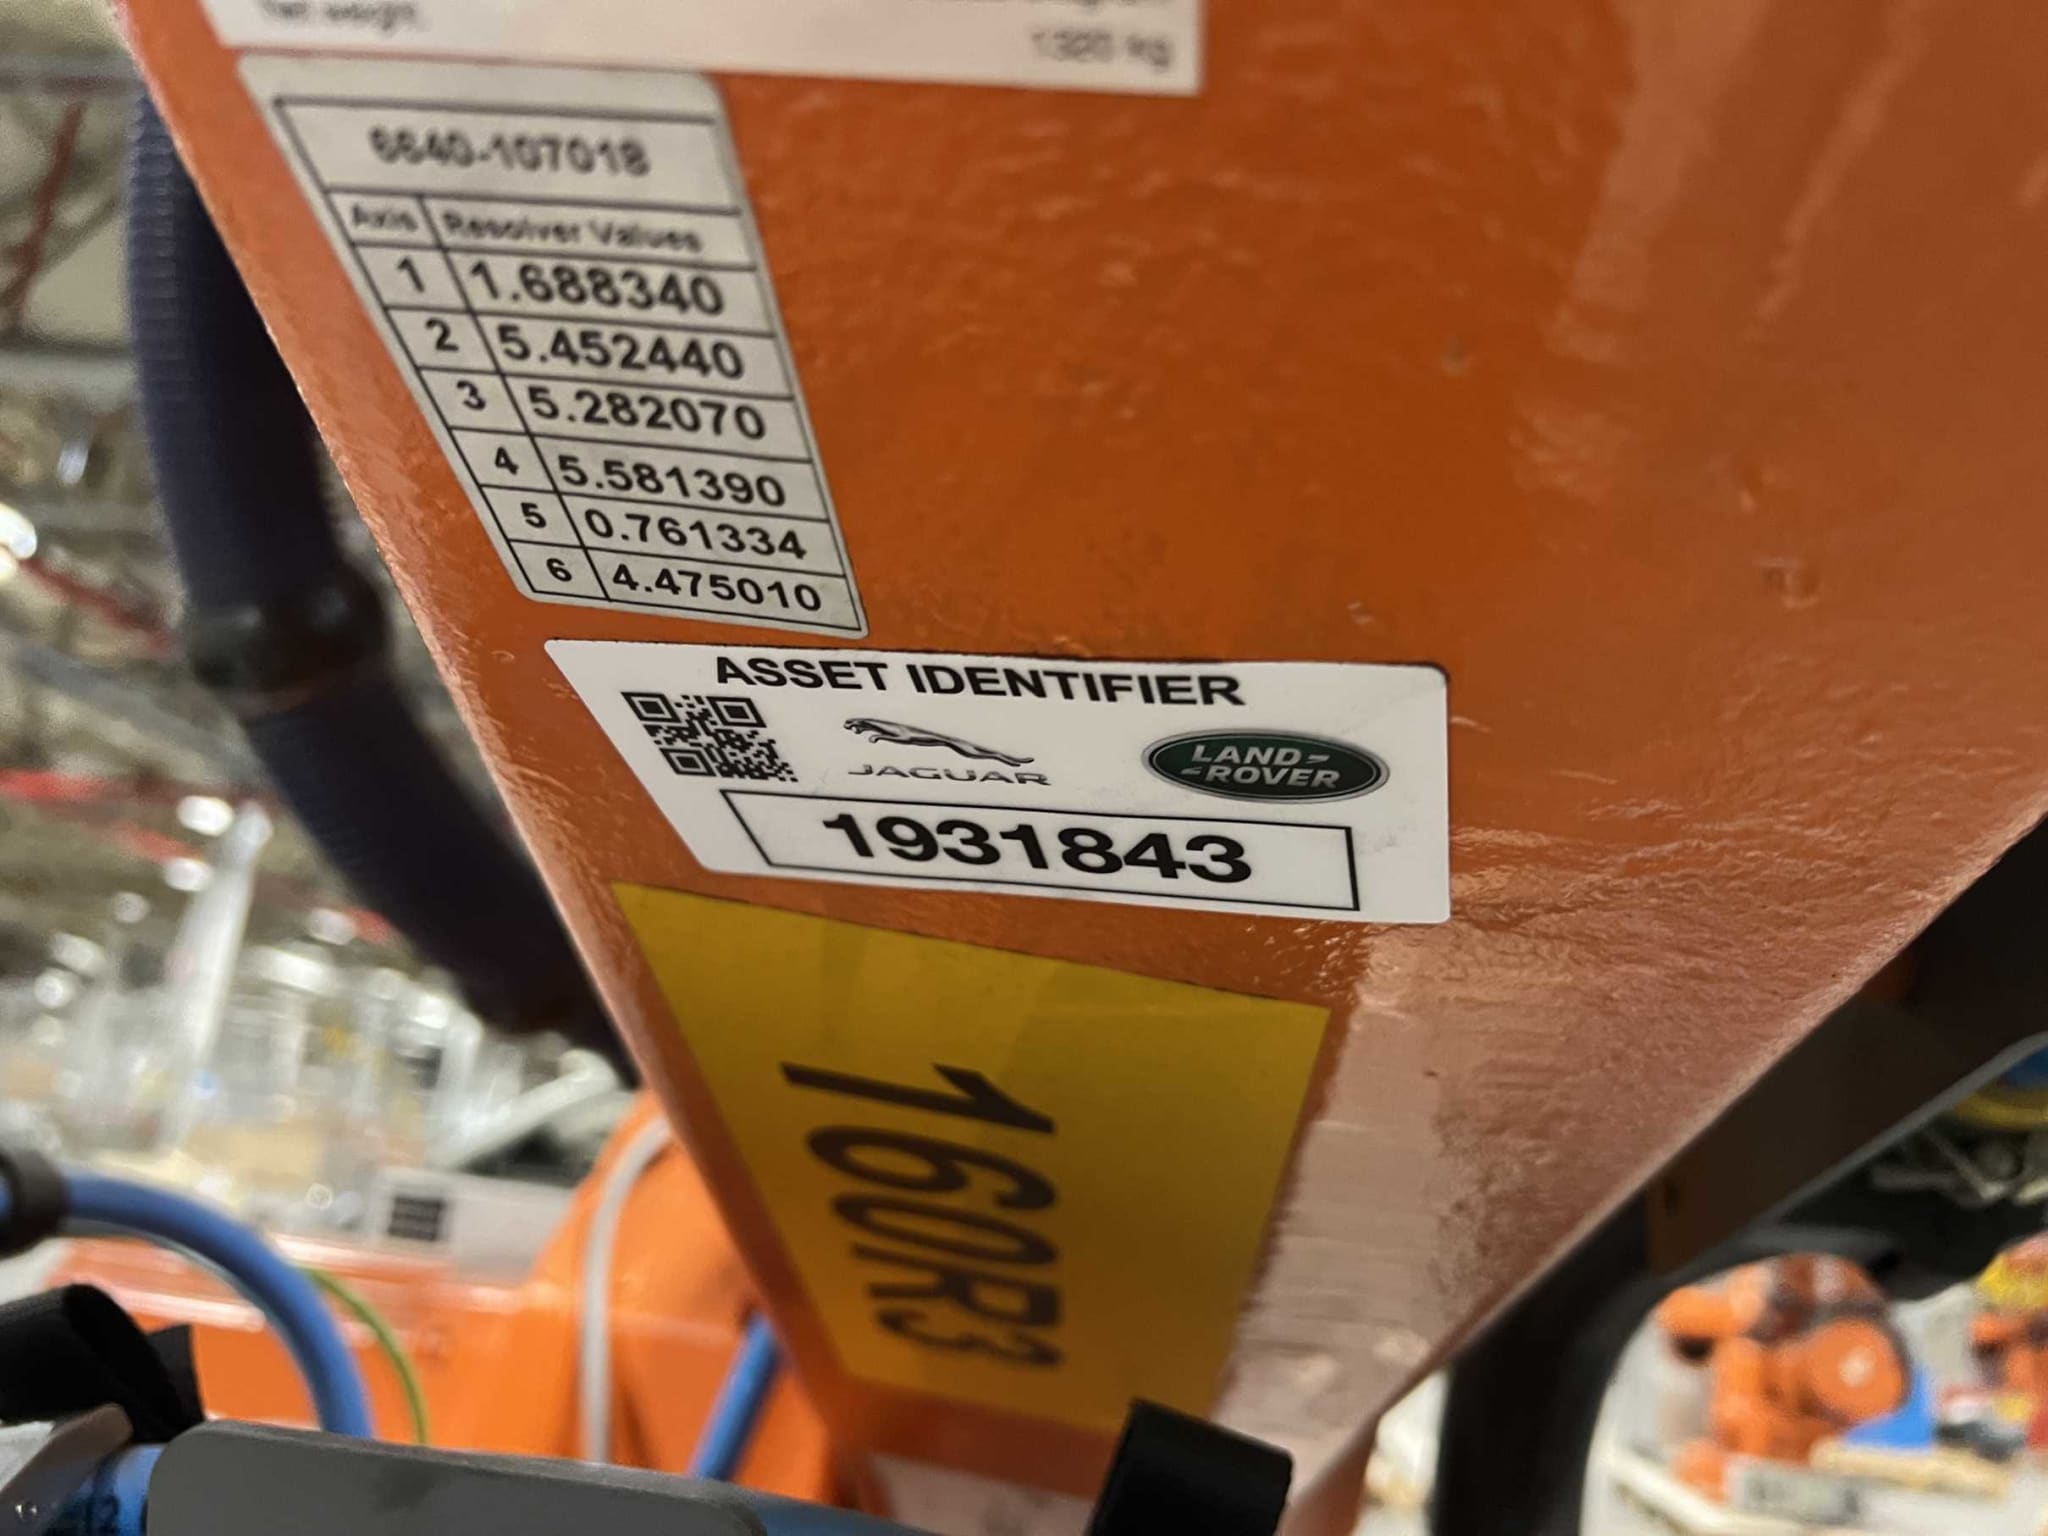 Net weight
1320 kg
6640-107018
Axis Resolver Values
1 1.688340
2 5.452440
3 5.282070
4 5.581390
5 0.761334
6 4.475010
ASSET IDENTIFIER
JAGUAR
LAND
ROVER
1931843
160R3